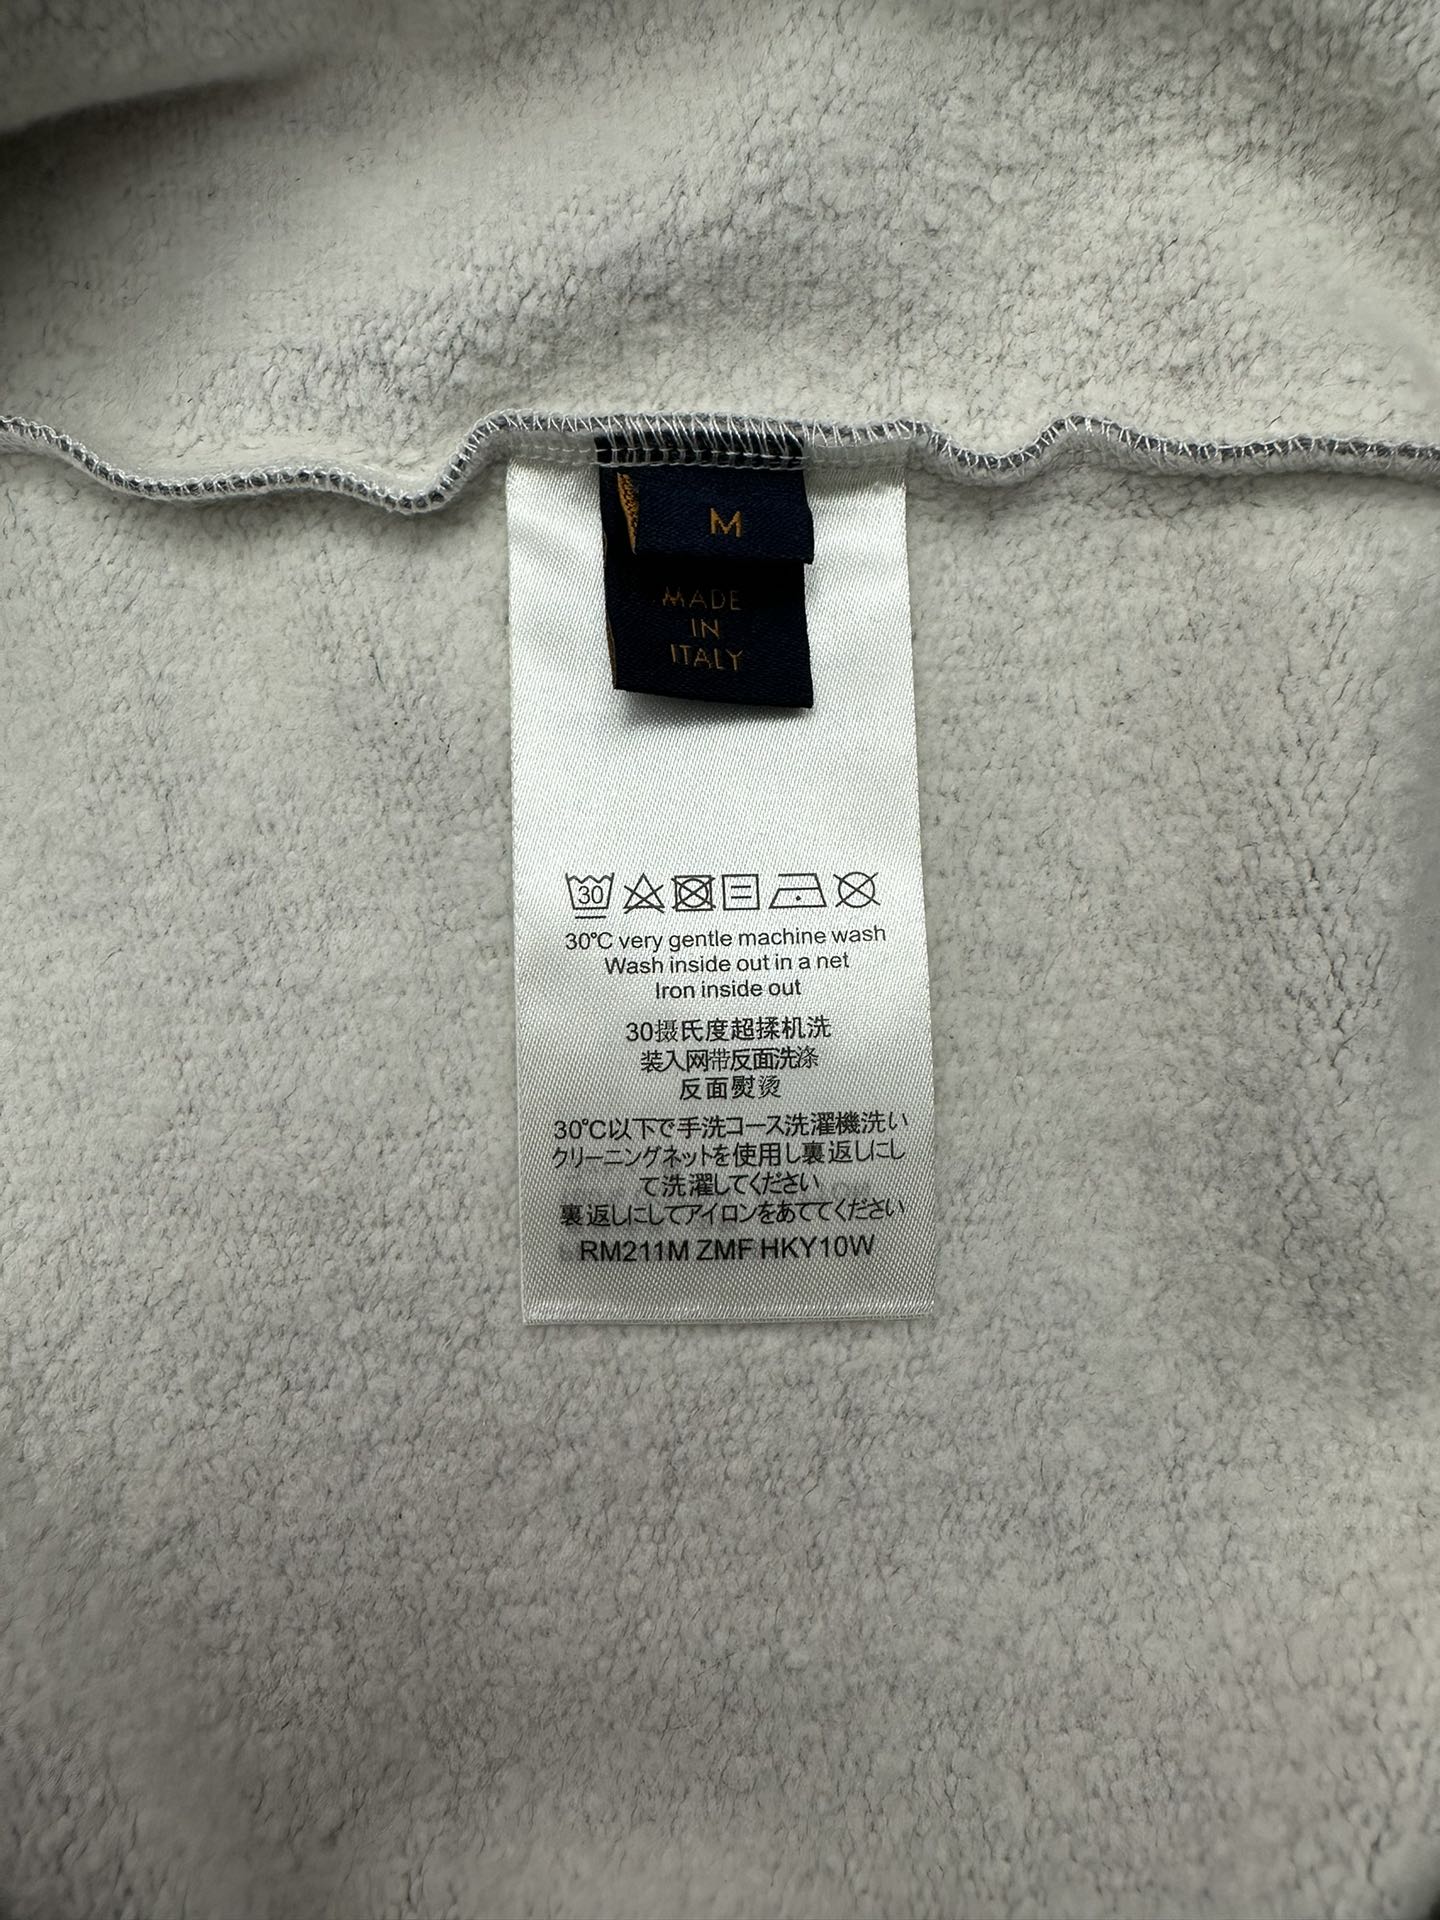 M
MADE
IN
ITALY
30
30°C very gentle machine wash
Wash inside out in a net
Iron inside out
30摄氏度超揉机洗
装入网带反面洗涤
反面熨烫
30℃以下で手洗コース洗濯機洗い
クリーニングネットを使用し裏返しにし
て洗濯してください
裏返しにしてアイロンをあててください
RM211M ZMF HKY10W